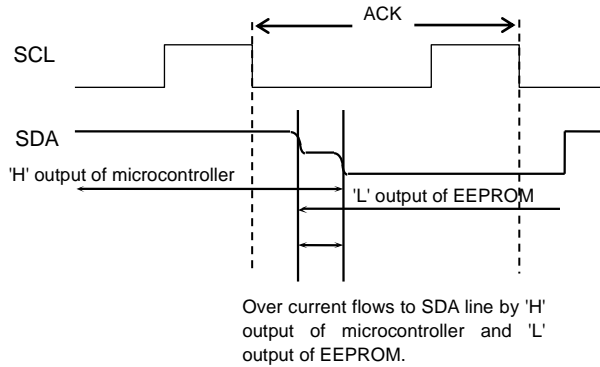 ACK
SCL
SDA
'H' output of microcontroller
'L' output of EEPROM
Over current flows to SDA line by 'H'
output of microcontroller and 'L'
output of EEPROM.